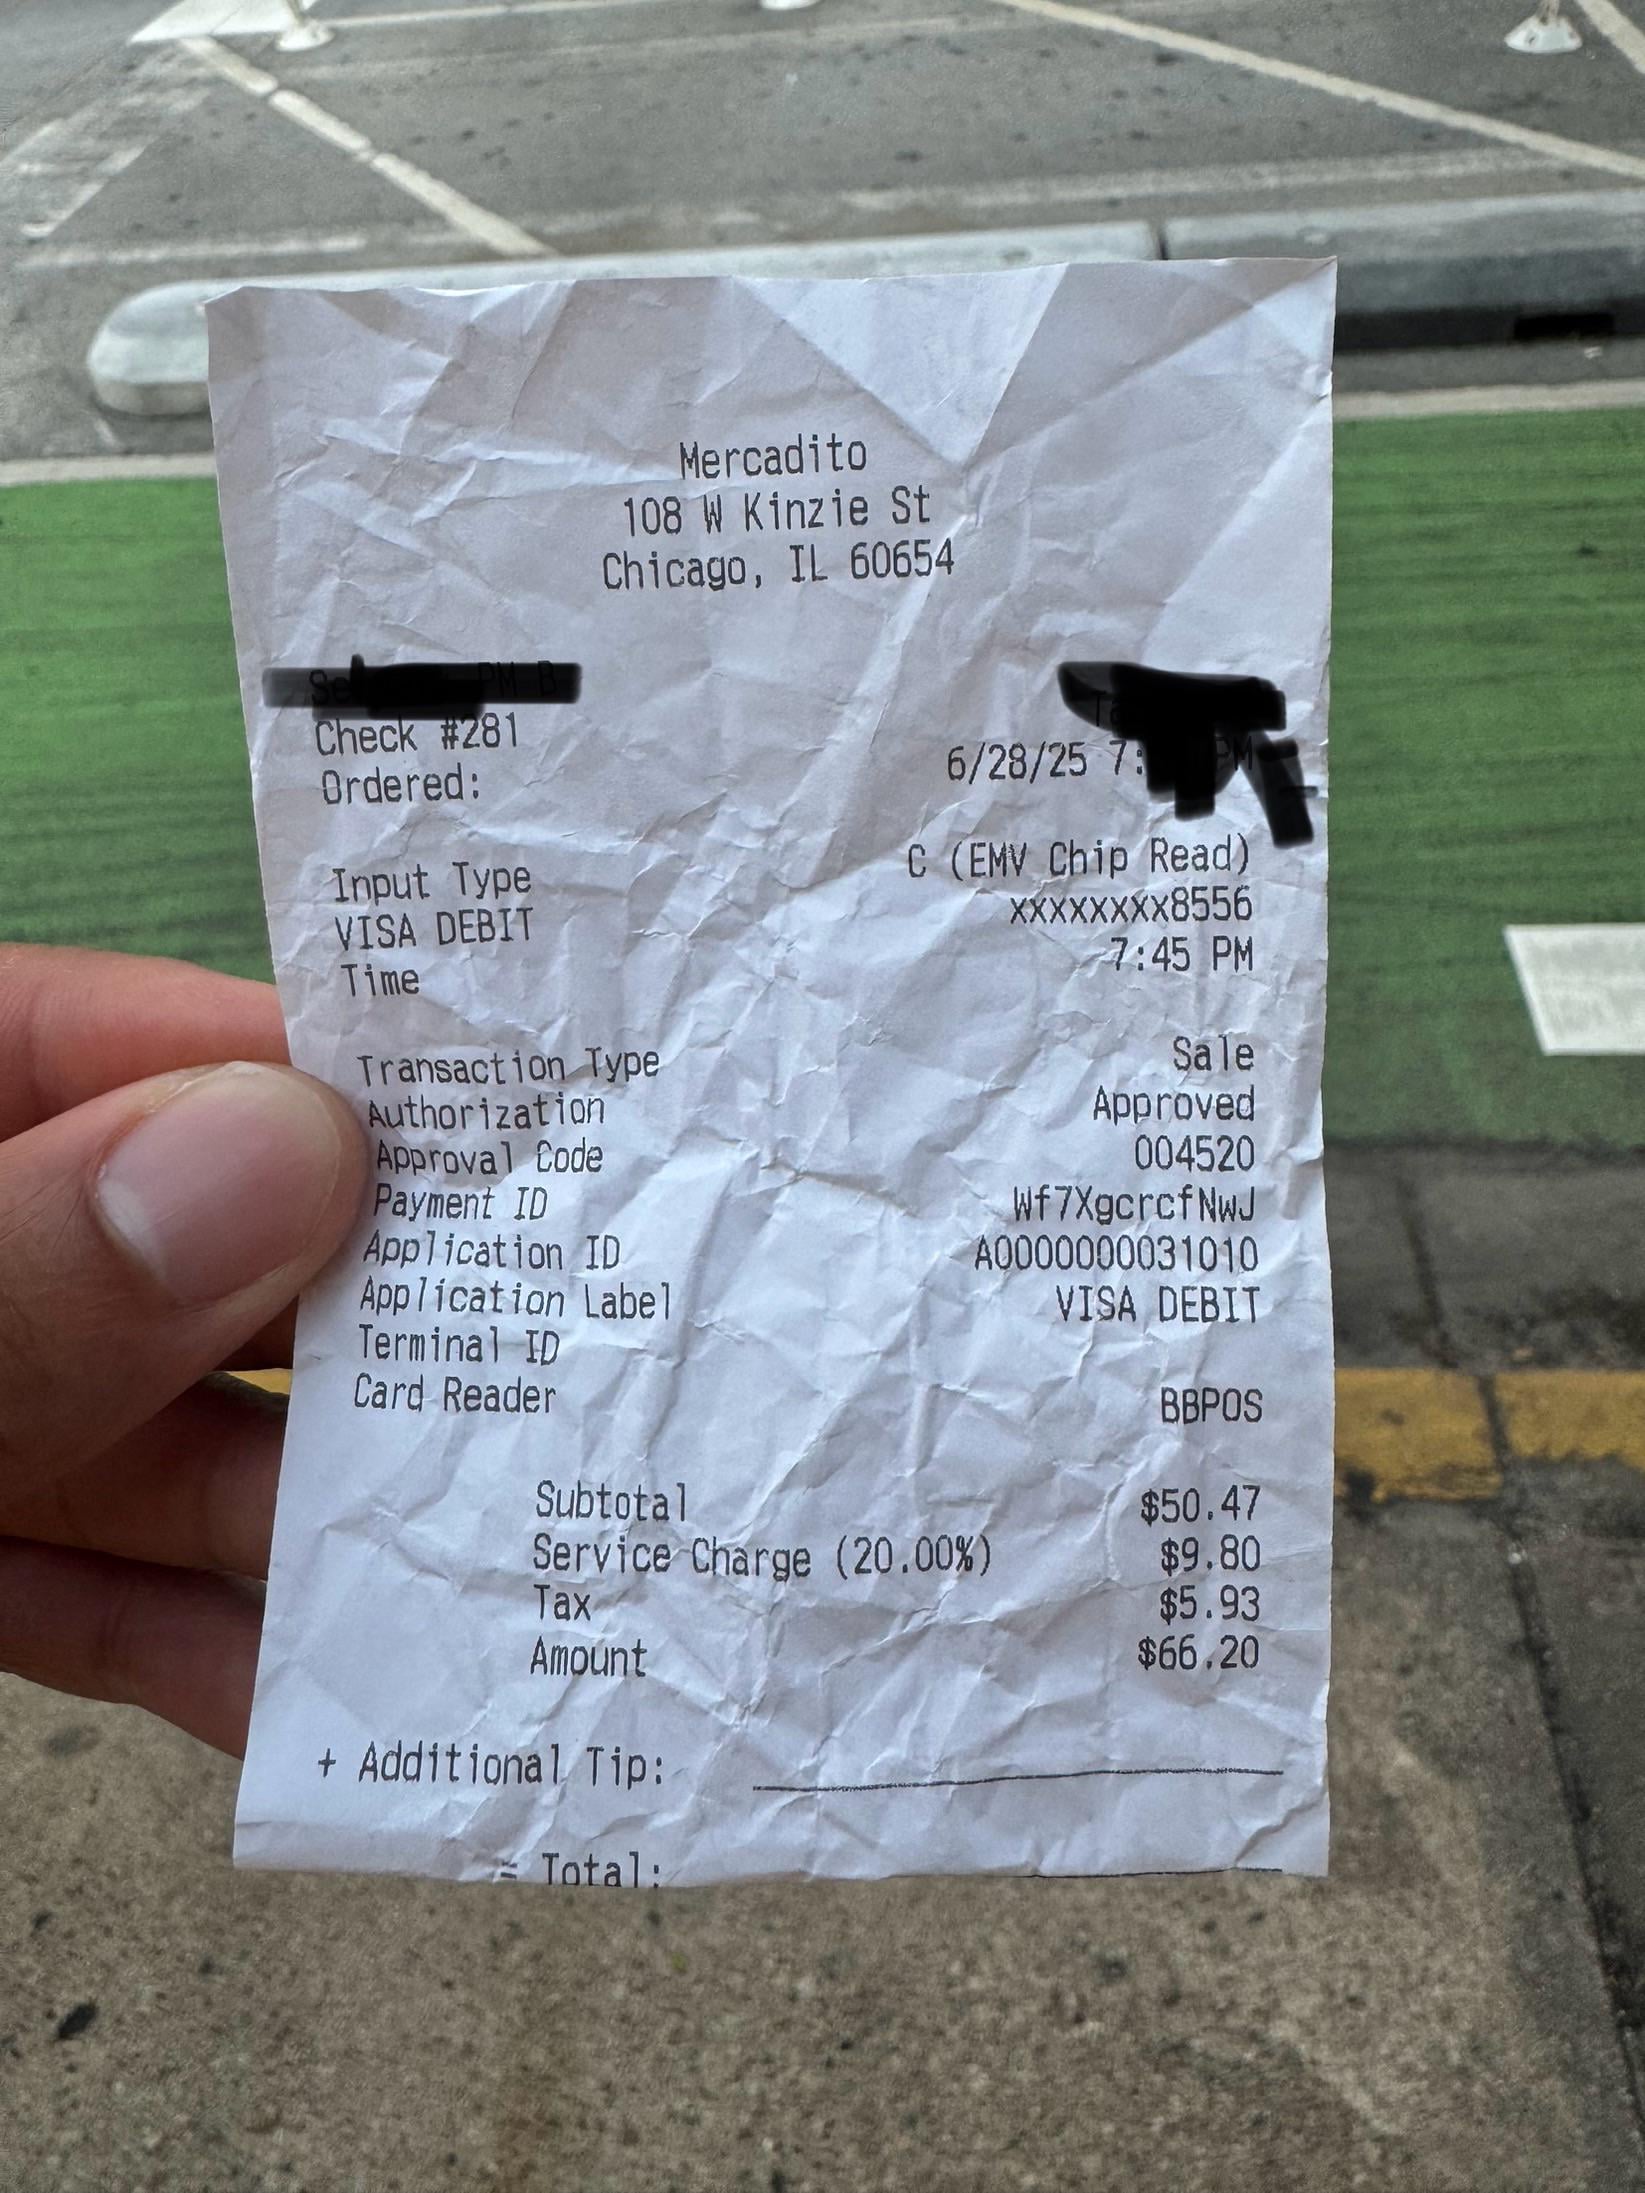 Mercadito
108 W Kinzie St
Chicago, IL 60654
PM B
Check #281
Ordered: 6/28/25 7: PM
Input Type C (EMV Chip Read)
VISA DEBIT xxxxxxxx8556
Time 7:45 PM
Transaction Type Sale
Authorization Approved
Approval Code 004520
Payment ID Wf7XgcrcfNwJ
Application ID A0000000031010
Application Label VISA DEBIT
Terminal ID
Card Reader BBPOS
Subtotal $50.47
Service Charge (20.00%) $9.80
Tax $5.93
Amount $66.20
+ Additional Tip:
= Total: